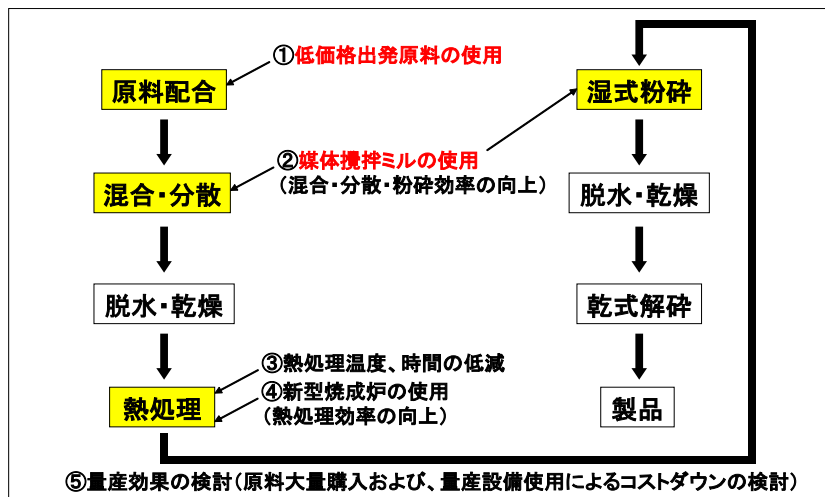 ①低価格出発原料の使用
原料配合
②媒体攪拌ミルの使用
(混合・分散・粉砕効率の向上)
混合・分散
脱水・乾燥
③熱処理温度、時間の低減
④新型焼成炉の使用
(熱処理効率の向上)
熱処理
湿式粉砕
脱水・乾燥
乾式解砕
製品
⑤量産効果の検討(原料大量購入および、量産設備使用によるコストダウンの検討)